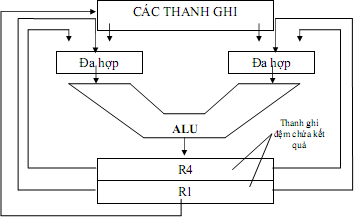 CÁC THANH GHI
Đa hợp
Đa hợp
ALU
Thanh ghi
đệm chứa kết
quả
R4
R1